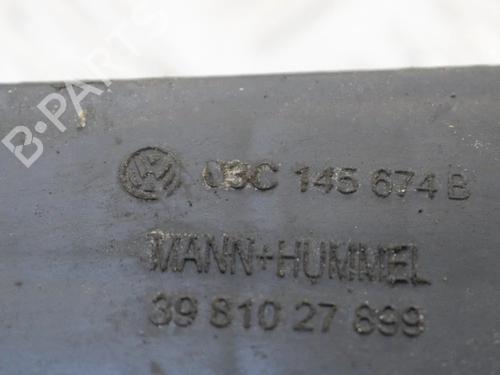 B-PARTS
03C 145 674 B
MANN+HUMMEL
39 810 27 899